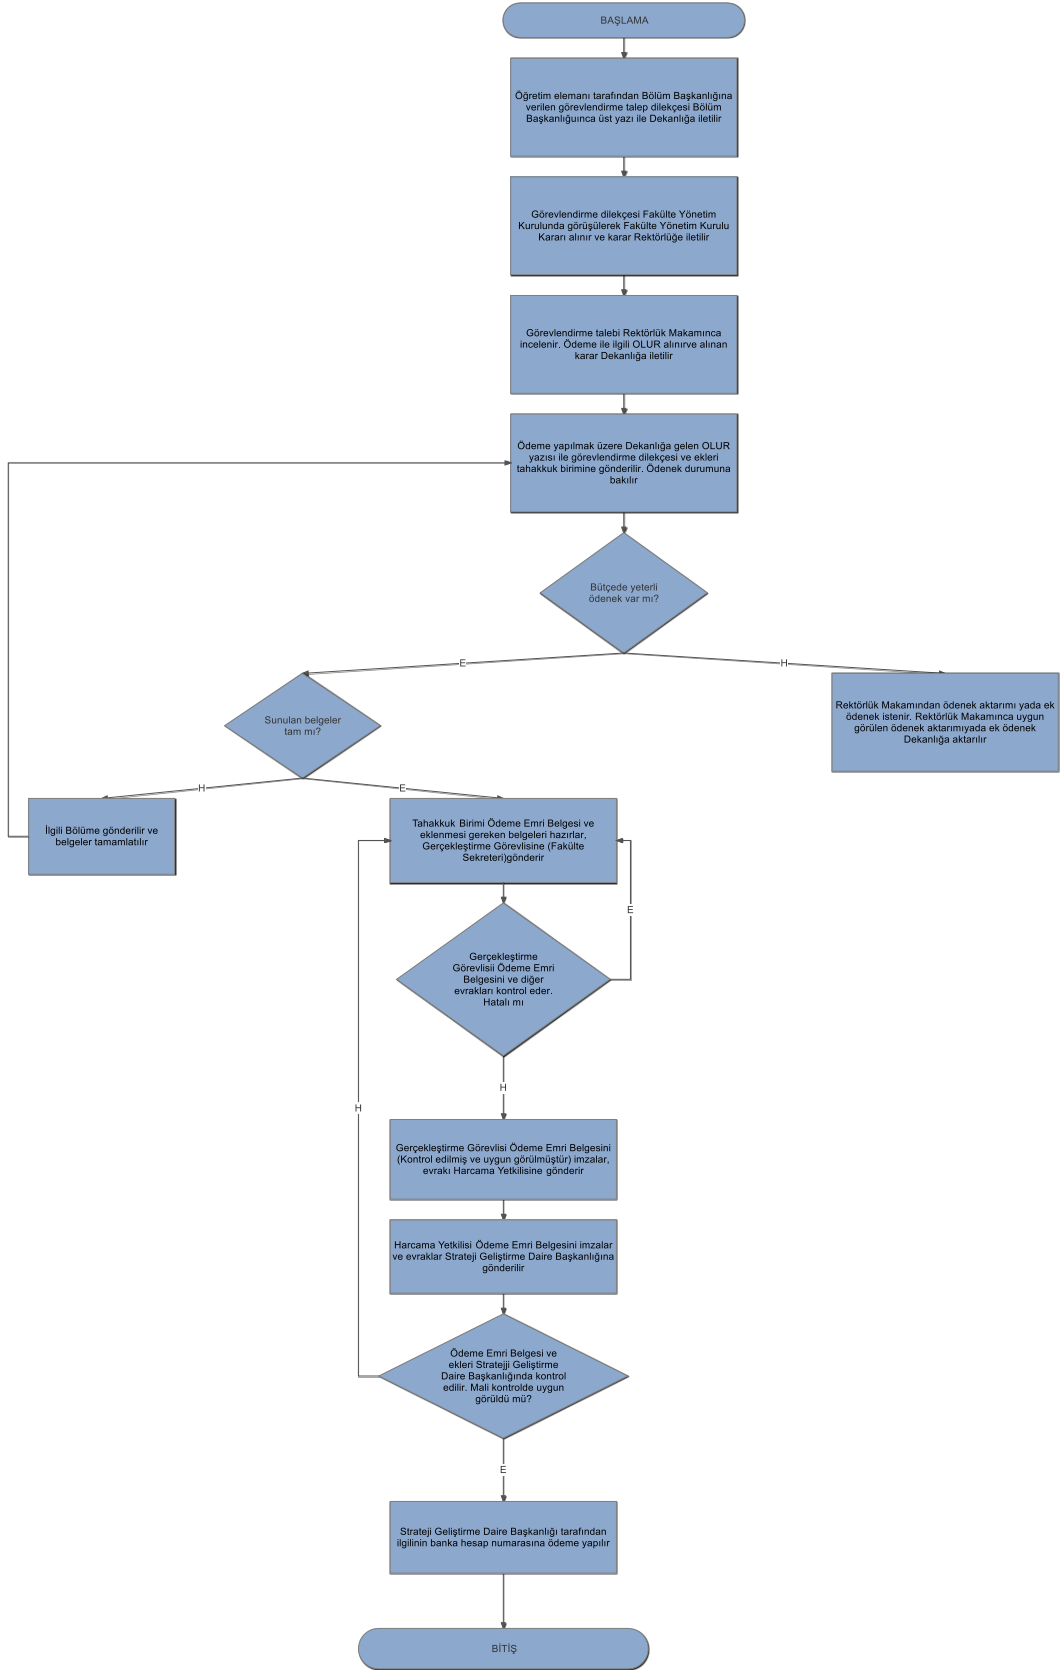 BAŞLAMA
Öğretim elemanı tarafından Bölüm Başkanlığına
verilen görevlendirme talep dilekçesi Bölüm
Başkanlığuınca üst yazı ile Dekanlığa iletilir
Görevlendirme dilekçesi Fakülte Yönetim
Kurulunda görüşülerek Fakülte Yönetim Kurulu
Kararı alınır ve karar Rektörlüğe iletilir
Görevlendirme talebi Rektörlük Makamınca
incelenir. Ödeme ile ilgili OLUR alınırve alınan
karar Dekanlığa iletilir
Ödeme yapılmak üzere Dekanlığa gelen OLUR
yazısı ile görevlendirme dilekçesi ve ekleri
tahakkuk birimine gönderilir. Ödenek durumuna
bakılır
Bütçede yeterli
ödenek var mı?
E
H
Sunulan belgeler
tam mı?
Rektörlük Makamından ödenek aktarımı yada ek
ödenek istenir. Rektörlük Makamınca uygun
görülen ödenek aktarımıyada ek ödenek
Dekanlığa aktarılır
H
E
İlgili Bölüme gönderilir ve
belgeler tamamlatılır
Tahakkuk Birimi Ödeme Emri Belgesi ve
eklenmesi gereken belgeleri hazırlar,
Gerçekleştirme Görevlisine (Fakülte
Sekreteri)gönderir
E
Gerçekleştirme
Görevlisii Ödeme Emri
Belgesini ve diğer
evrakları kontrol eder.
Hatalı mı
H
H
Gerçekleştirme Görevlisi Ödeme Emri Belgesini
(Kontrol edilmiş ve uygun görülmüştür) imzalar,
evrakı Harcama Yetkilisine gönderir
Harcama Yetkilisi Ödeme Emri Belgesini imzalar
ve evraklar Strateji Geliştirme Daire Başkanlığına
gönderilir
Ödeme Emri Belgesi ve
ekleri Stratejji Geliştirme
Daire Başkanlığında kontrol
edilir. Mali kontrolde uygun
görüldü mü?
E
Strateji Geliştirme Daire Başkanlığı tarafından
ilgilinin banka hesap numarasına ödeme yapılır
BİTİŞ